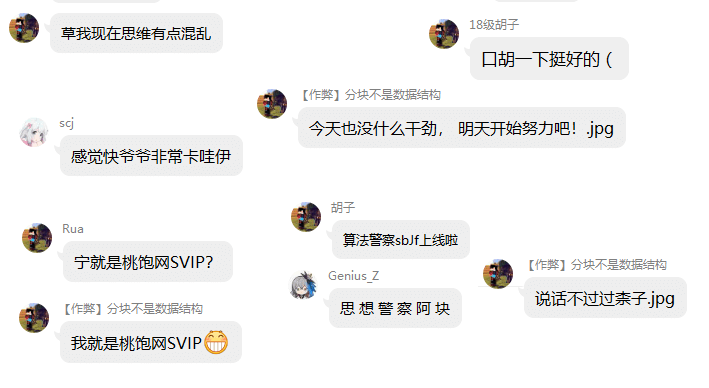 草我现在思维有点混乱
18级胡子
口胡一下挺好的（
【作弊】分块不是数据结构
今天也没什么干劲， 明天开始努力吧！.jpg
scj
感觉快爷爷非常卡哇伊
Rua
宁就是桃饱网SVIP？
胡子
算法警察sbJf上线啦
Genius_Z
思 想 警 察 阿 块
【作弊】分块不是数据结构
说话不过过柰子.jpg
【作弊】分块不是数据结构
我就是桃饱网SVIP